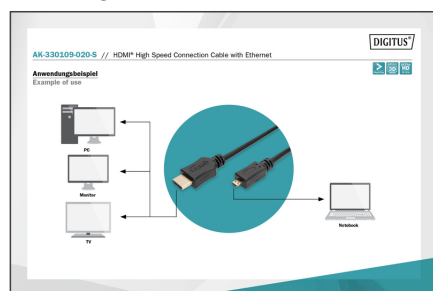 DIGITUS®
AK-330109-020-S // HDMI® High Speed Connection Cable with Ethernet
Anwendungsbeispiel
Example of use
PC
Monitor
TV
Notebook